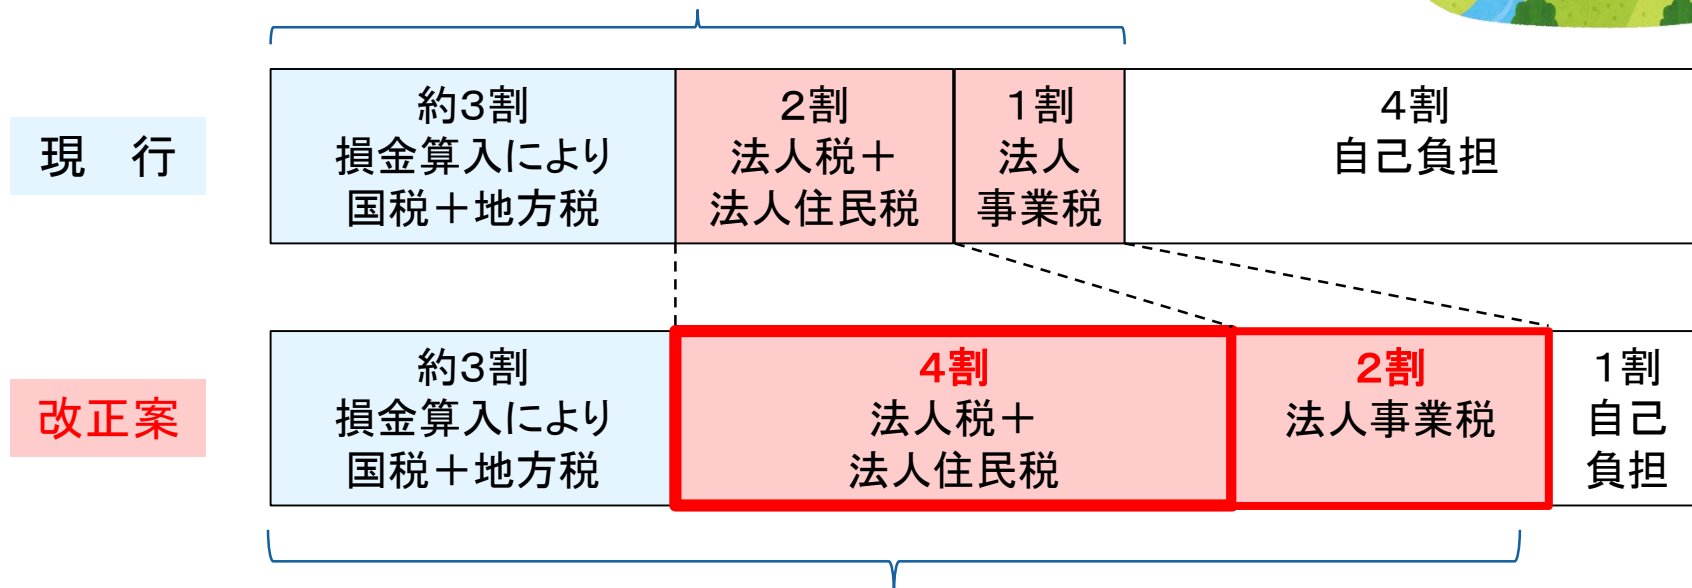 現　行
約３割
損金算入により
国税＋地方税
２割
法人税＋
法人住民税
１割
法人
事業税
４割
自己負担
改正案
約３割
損金算入により
国税＋地方税
４割
法人税＋
法人住民税
２割
法人事業税
１割
自己
負担